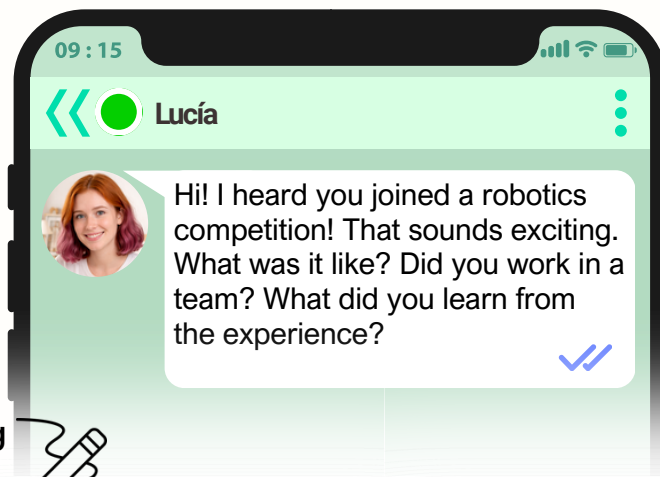 09:15
Lucía
Hi! I heard you joined a robotics
competition! That sounds exciting.
What was it like? Did you work in a
team? What did you learn from
the experience?